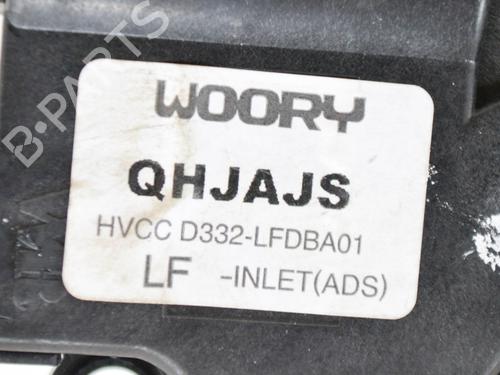 B-PARTS
WOORY
QHJAJS
HVCC D332-LFDBA01
LF -INLET(ADS)